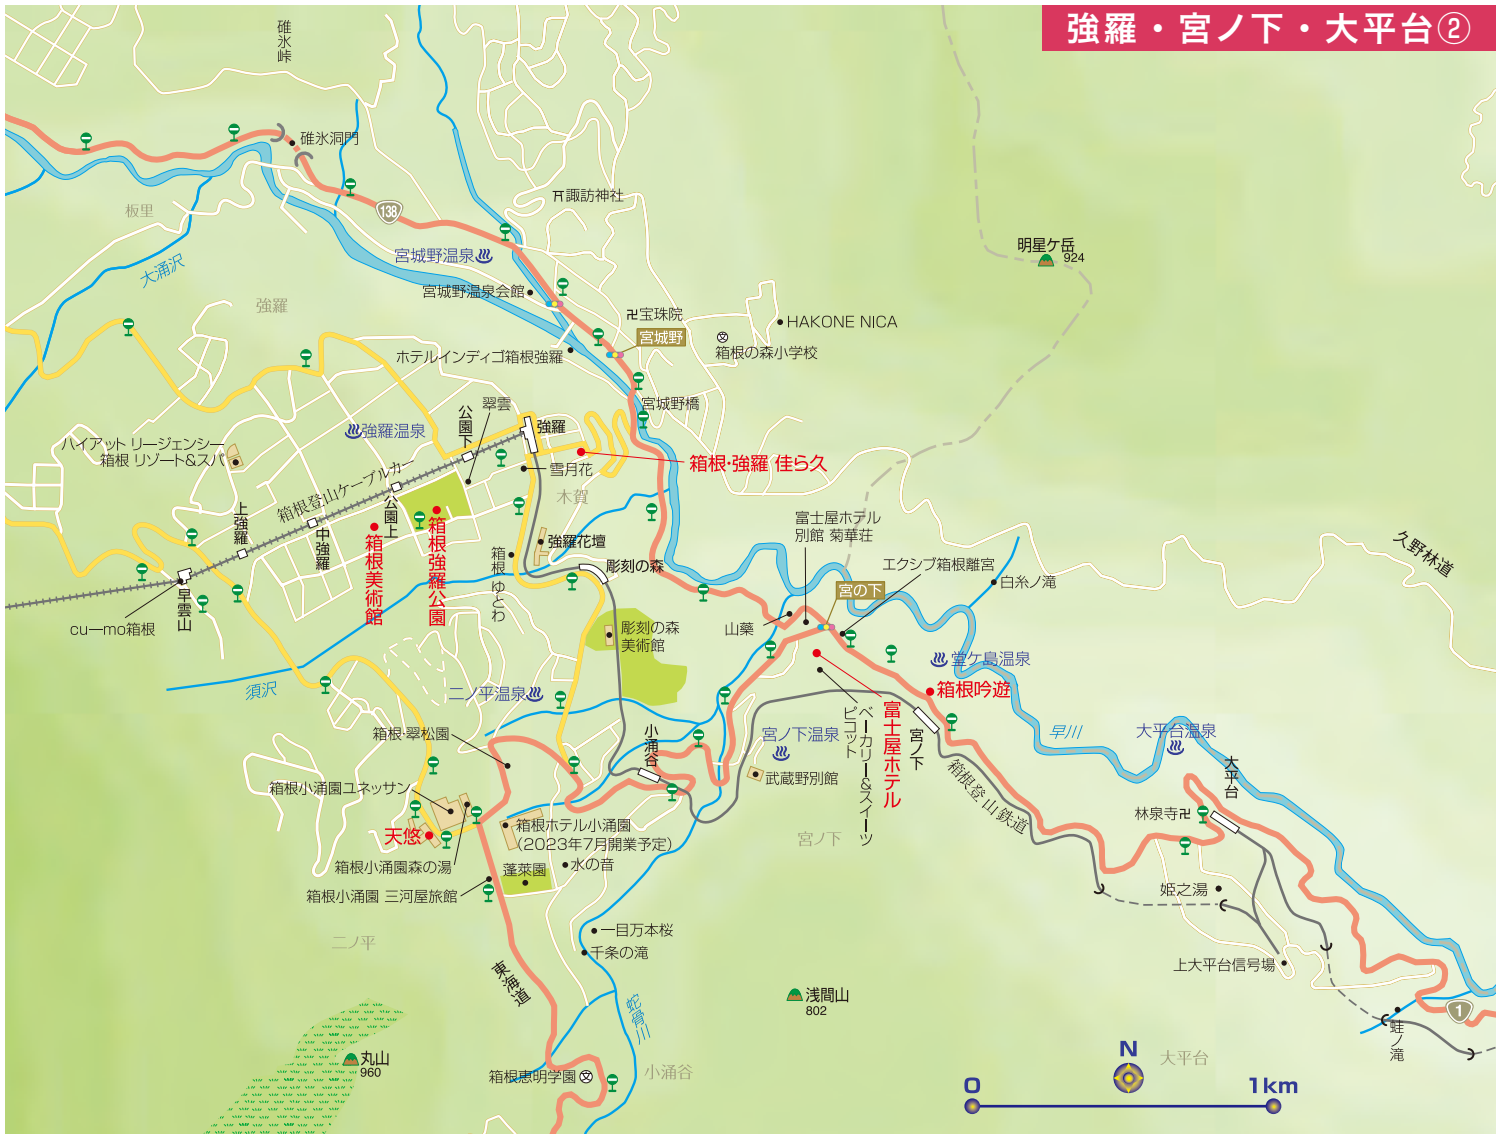 強羅・宮ノ下・大平台②
碓氷峠
碓氷洞門
138
板里
大涌沢
諏訪神社
宮城野温泉
宮城野温泉会館
明星ケ岳
924
強羅
卍宝珠院
宮城野
HAKONE NICA
箱根の森小学校
ホテルインディゴ箱根強羅
宮城野橋
翠雲
公園下
強羅
強羅温泉
ハイアット リージェンシー
箱根 リゾート&スパ
箱根・強羅 佳ら久
雪月花
木賀
箱根登山ケーブルカー
公園上
上強羅
中強羅
箱根美術館
箱根強羅公園
強羅花壇
箱根 ゆとわ
彫刻の森
富士屋ホテル
別館 菊華荘
エクシブ箱根離宮
久野林道
白糸ノ滝
宮の下
早雲山
cu―mo箱根
山藥
彫刻の森
美術館
堂ケ島温泉
須沢
二ノ平温泉
箱根吟遊
箱根・翠松園
小涌谷
宮ノ下温泉
ベーカリー&スイーツ
ピコット
富士屋ホテル
宮ノ下
早川
大平台温泉
大平台
武蔵野別館
箱根登山鉄道
箱根小涌園ユネッサン
林泉寺卍
天悠
箱根ホテル小涌園
(2023年7月開業予定)
宮ノ下
箱根小涌園森の湯
蓬莱園
水の音
箱根小涌園 三河屋旅館
姫之湯
一目万本桜
二ノ平
千条の滝
東海道
上大平台信号場
浅間山
802
蛇骨川
1
蛙ノ滝
丸山
960
箱根恵明学園
小涌谷
大平台
N
0
1km